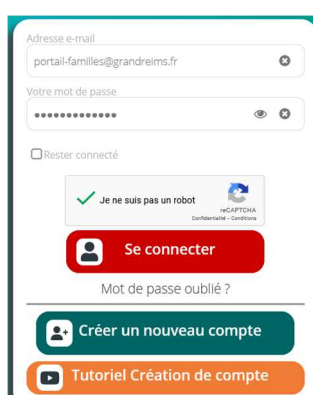 Adresse e-mail
portail-familles@grandreims.fr
Votre mot de passe
•••••••••••••
Rester connecté
Je ne suis pas un robot
reCAPTCHA
Confidentialité - Conditions
Se connecter
Mot de passe oublié ?
Créer un nouveau compte
Tutoriel Création de compte